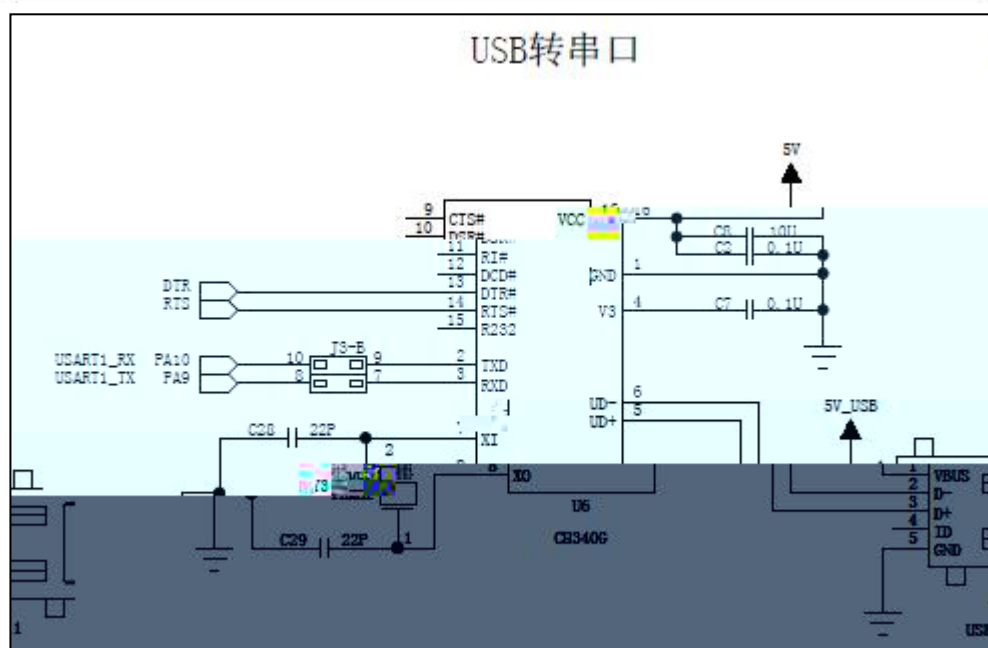 USB转串口
5V
9 CTS# VCC
10
11 RI#
12 DCD#
13 DTR#
14 RTS#
15 R232
DTR
RTS
C2 0.1U
GND 1
V3 4 C7 0.1U
J3-B
USART1_RX PA10 10 9 2 TXD
USART1_TX PA9 8 7 3 RXD
UD- 6
UD+ 5
5V_USB
C28 22P
2
XI
XO
U6
CH340G
C29 22P 1
1 VBUS
2 D-
3 D+
4 ID
5 GND
1